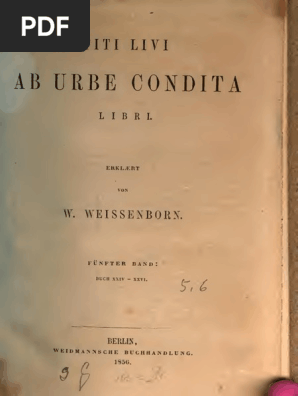 PDF
ITI LIVI
AB URBE CONDITA
LIBRI.
ERKLÆRT
VON
W. WEISSENBORN.
FÜNFTER BAND:
BUCH XXIV – XXVI.
5,6
BERLIN,
WEIDMANNSCHE BUCHHANDLUNG.
1856.